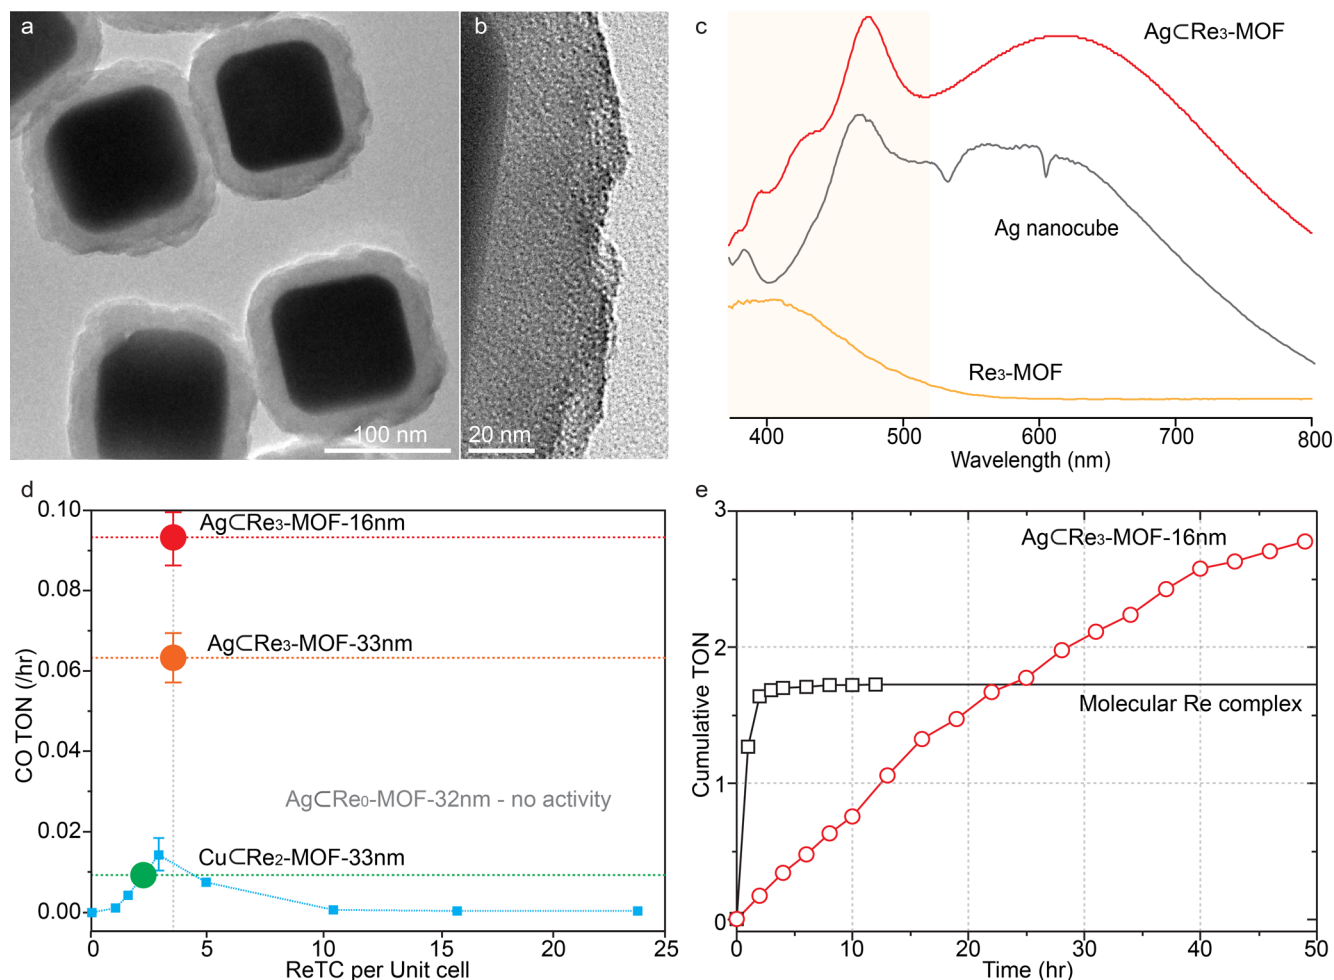 a
100 nm
b
20 nm
c
Ag⊂Re₃-MOF
Ag nanocube
Re₃-MOF
400 500 600 700 800
Wavelength (nm)
d
0.10
0.08
0.06
0.04
0.02
0.00
CO TON (/hr)
Ag⊂Re₃-MOF-16nm
Ag⊂Re₃-MOF-33nm
Ag⊂Re₀-MOF-32nm - no activity
Cu⊂Re₂-MOF-33nm
0 5 10 15 20 25
ReTC per Unit cell
e
3
2
1
0
Cumulative TON
Ag⊂Re₃-MOF-16nm
Molecular Re complex
0 10 20 30 40 50
Time (hr)